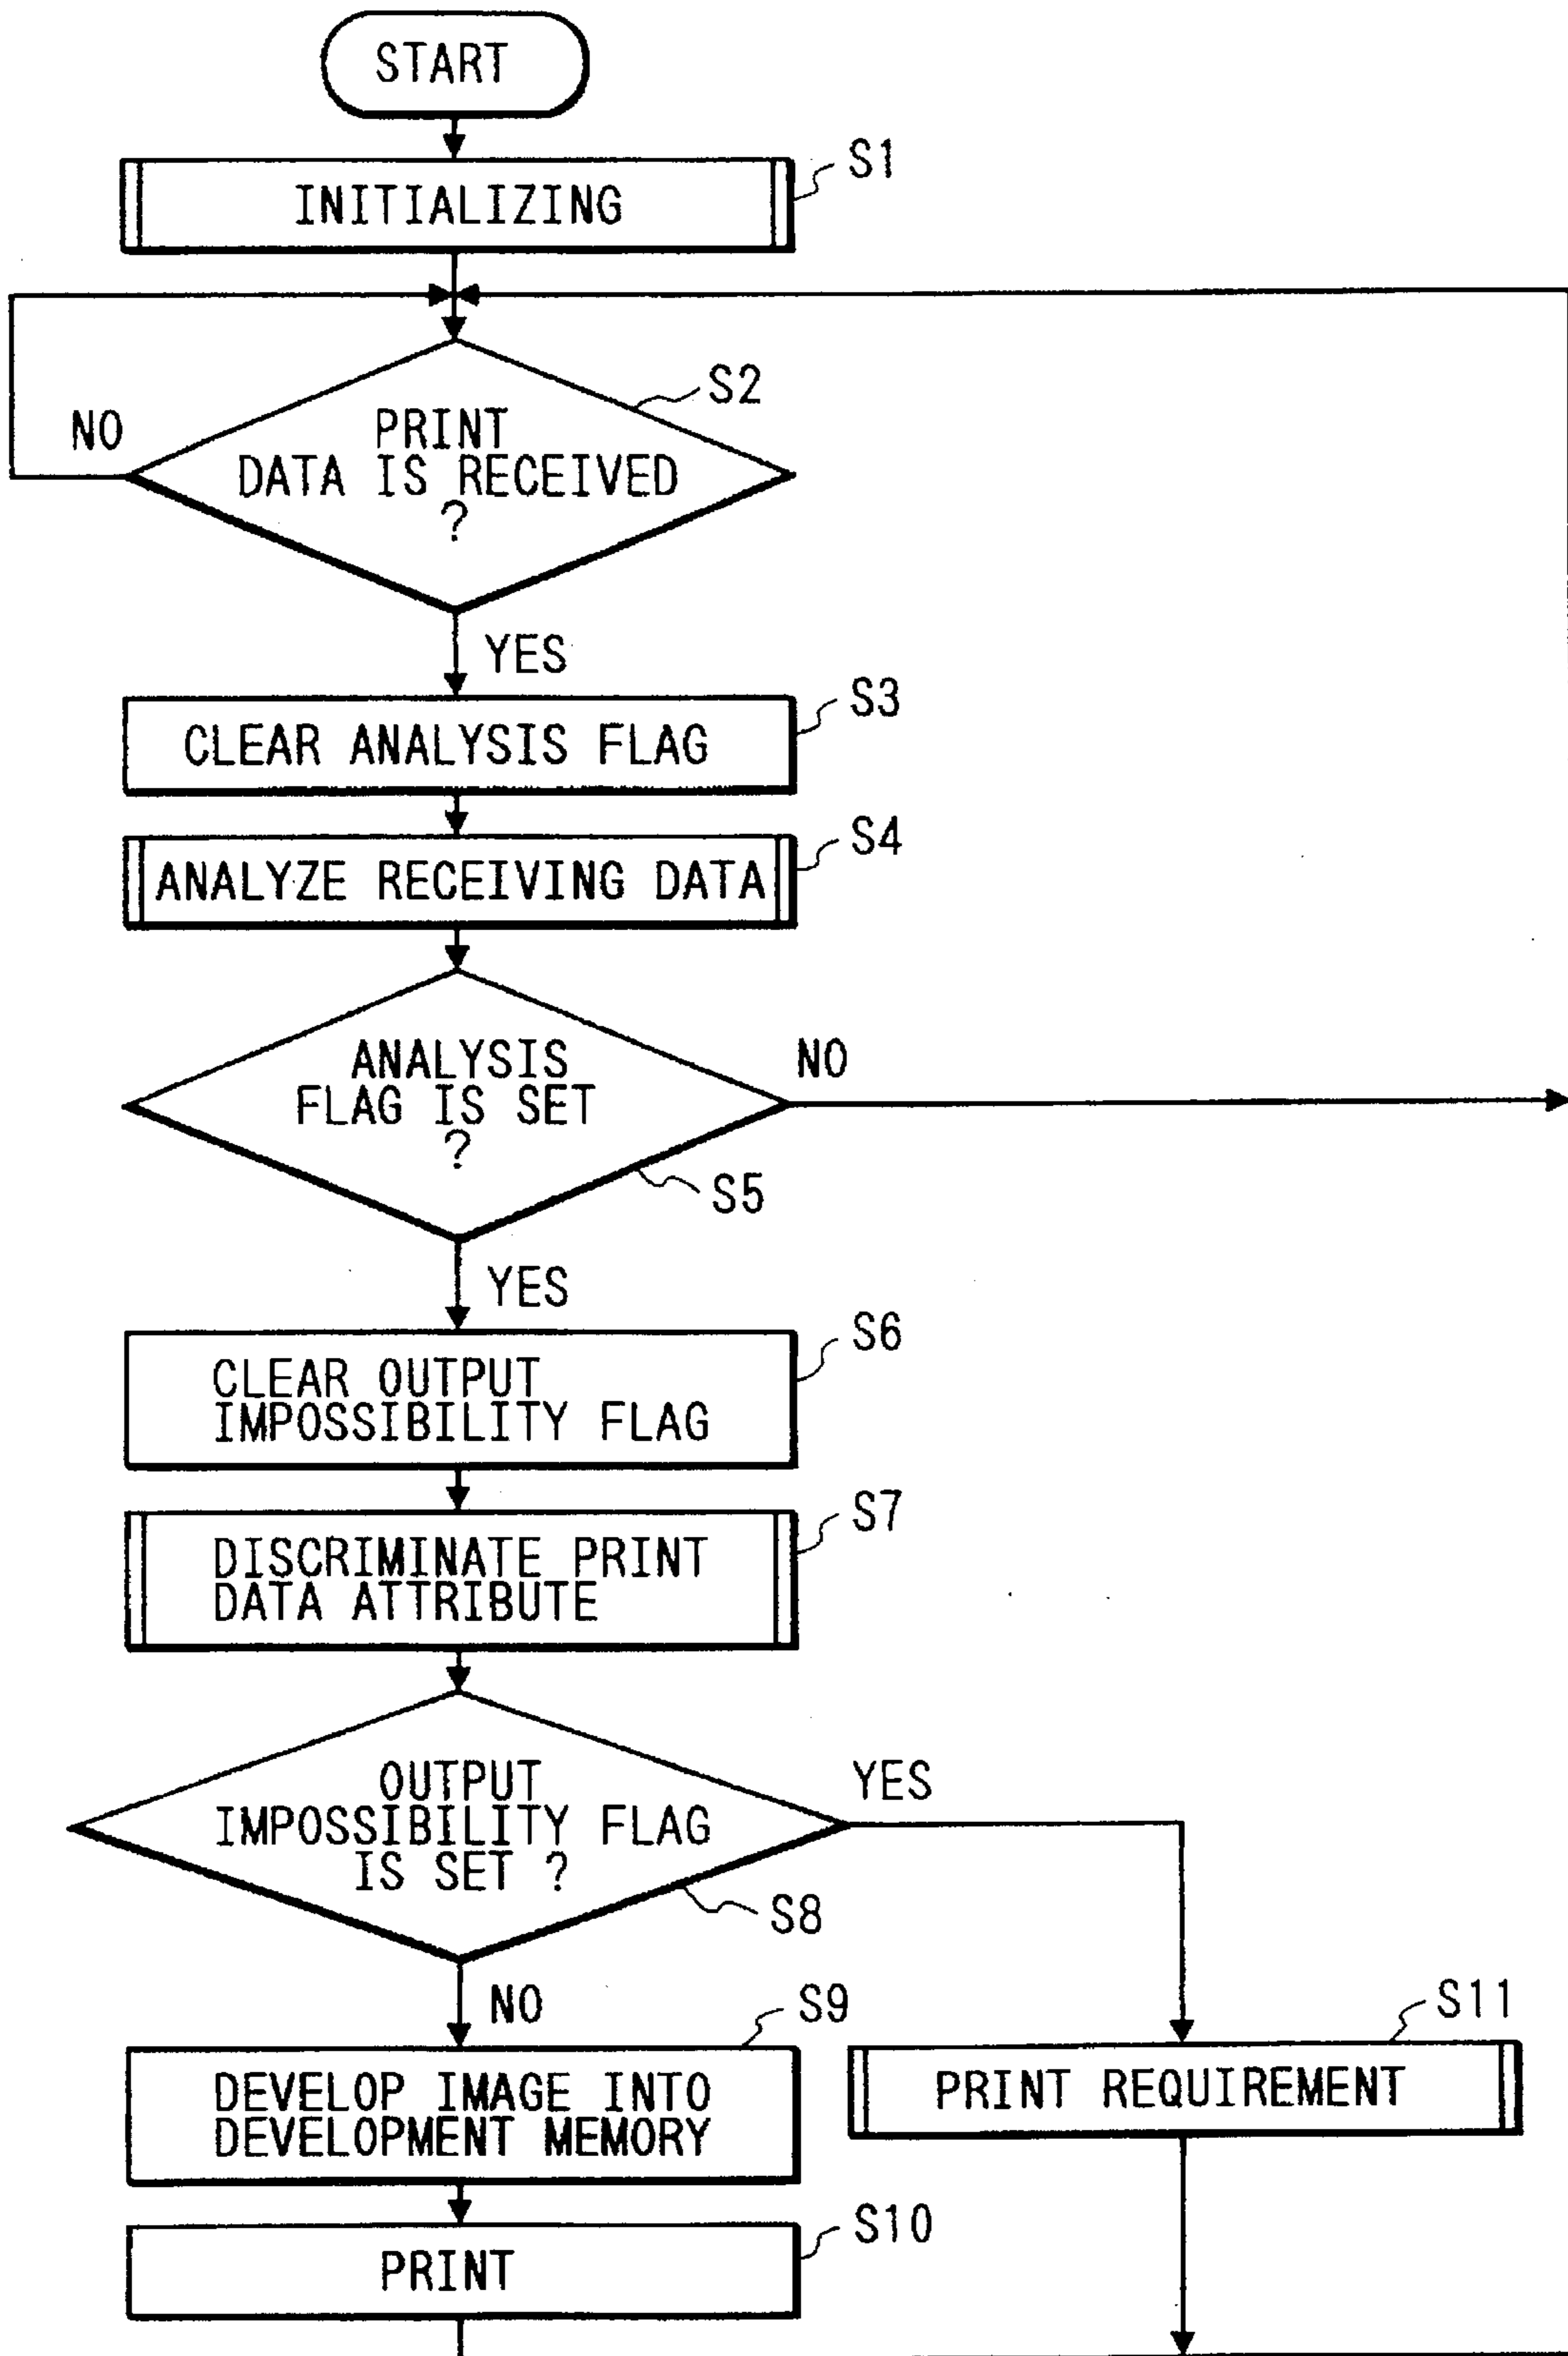 START
S1
INITIALIZING
S2
NO
PRINT
DATA IS RECEIVED
?
YES
S3
CLEAR ANALYSIS FLAG
S4
ANALYZE RECEIVING DATA
ANALYSIS
FLAG IS SET
?
NO
S5
YES
S6
CLEAR OUTPUT
IMPOSSIBILITY FLAG
S7
DISCRIMINATE PRINT
DATA ATTRIBUTE
OUTPUT
IMPOSSIBILITY FLAG
IS SET ?
YES
S8
NO
S9
DEVELOP IMAGE INTO
DEVELOPMENT MEMORY
S11
PRINT REQUIREMENT
S10
PRINT